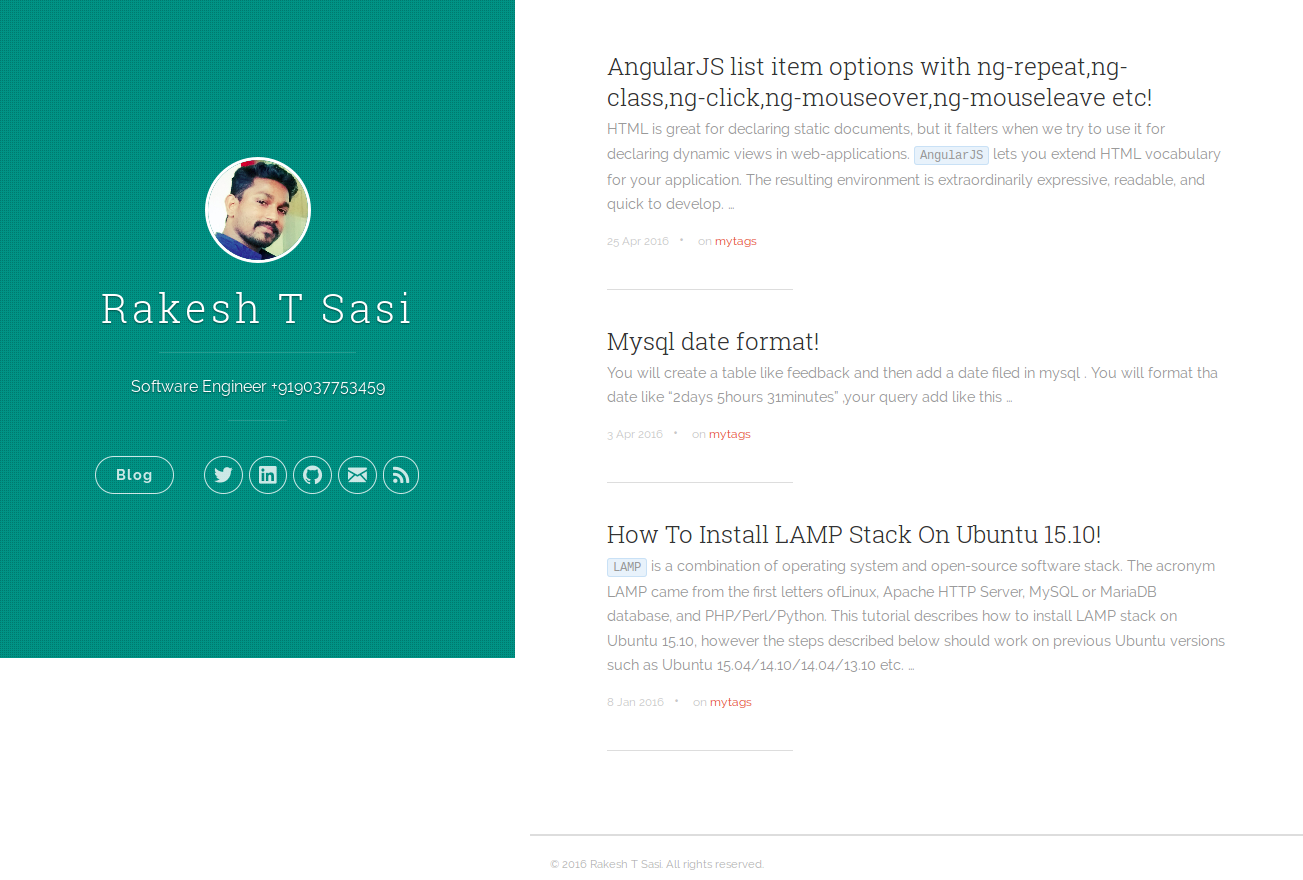 Rakesh T Sasi
Software Engineer +919037753459
Blog
AngularJS list item options with ng-repeat,ng-
class,ng-click,ng-mouseover,ng-mouseleave etc!
HTML is great for declaring static documents, but it falters when we try to use it for
declaring dynamic views in web-applications. AngularJS lets you extend HTML vocabulary
for your application. The resulting environment is extraordinarily expressive, readable, and
quick to develop. …
25 Apr 2016 • on mytags
Mysql date format!
You will create a table like feedback and then add a date filed in mysql . You will format tha
date like “2days 5hours 31minutes” ,your query add like this …
3 Apr 2016 • on mytags
How To Install LAMP Stack On Ubuntu 15.10!
LAMP is a combination of operating system and open-source software stack. The acronym
LAMP came from the first letters ofLinux, Apache HTTP Server, MySQL or MariaDB
database, and PHP/Perl/Python. This tutorial describes how to install LAMP stack on
Ubuntu 15.10, however the steps described below should work on previous Ubuntu versions
such as Ubuntu 15.04/14.10/14.04/13.10 etc. …
8 Jan 2016 • on mytags
© 2016 Rakesh T Sasi. All rights reserved.